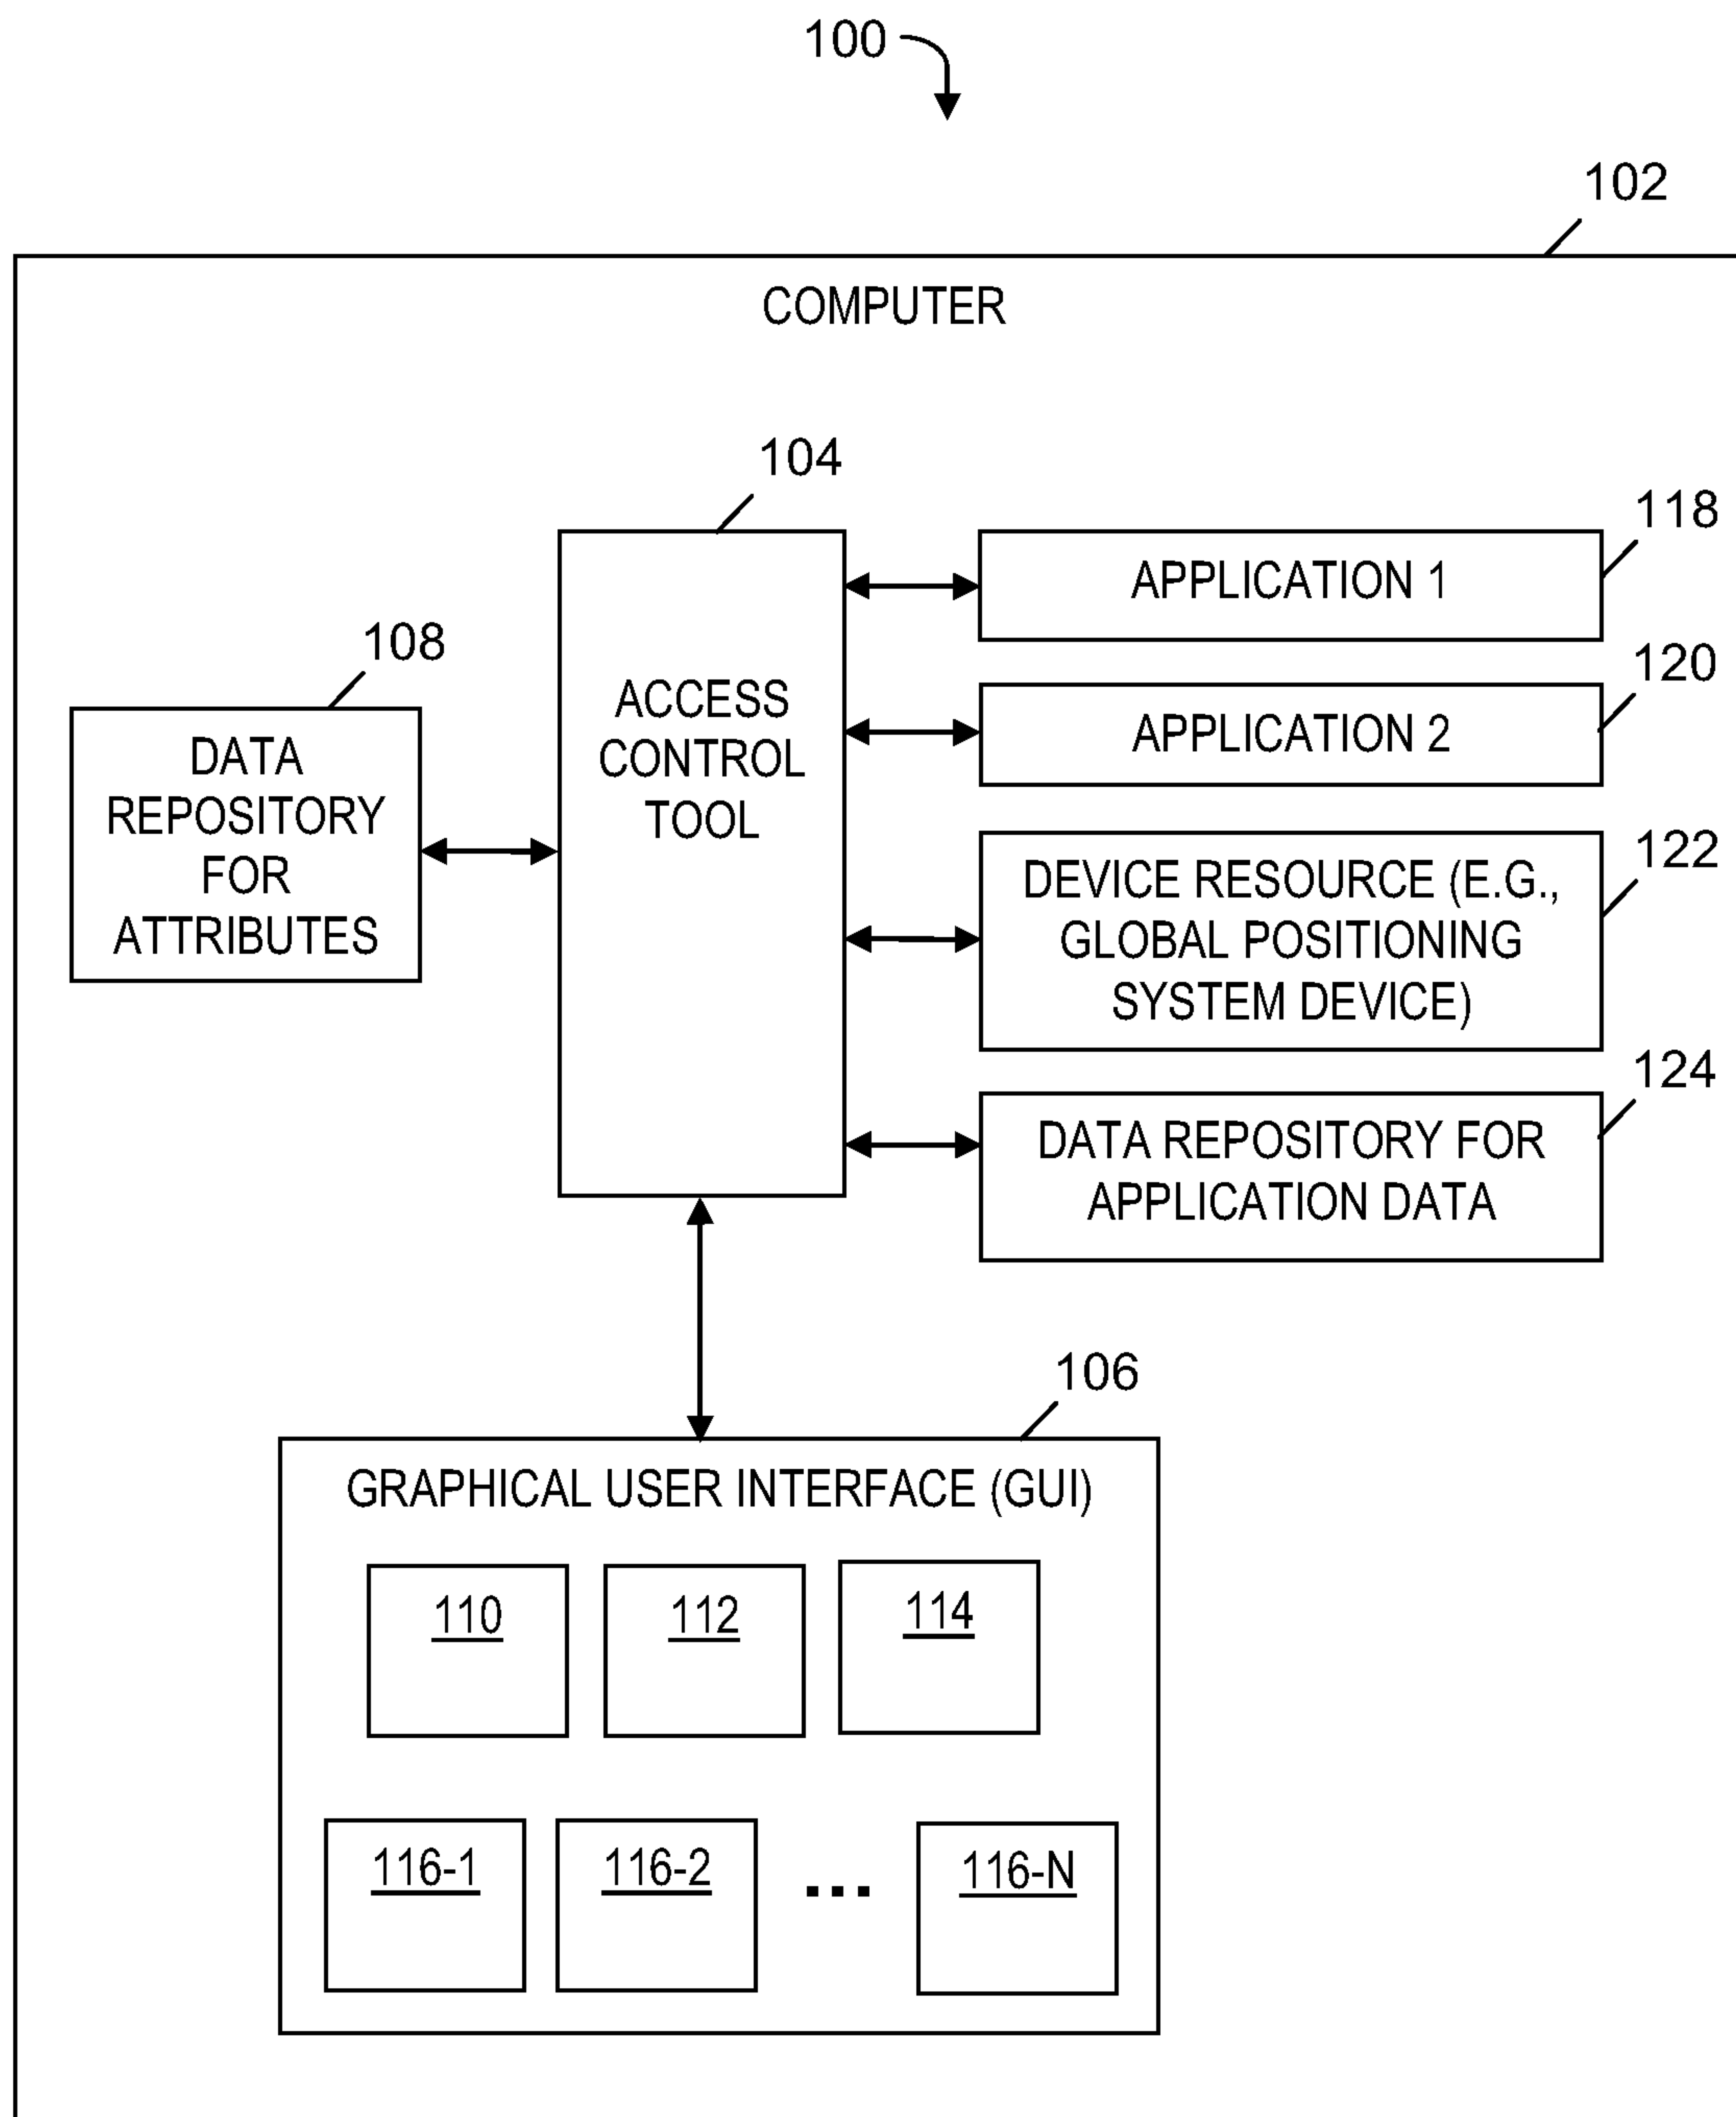 100
102
COMPUTER
104
118
APPLICATION 1
108
120
ACCESS
CONTROL
TOOL
APPLICATION 2
DATA
REPOSITORY
FOR
ATTRIBUTES
122
DEVICE RESOURCE (E.G.,
GLOBAL POSITIONING
SYSTEM DEVICE)
124
DATA REPOSITORY FOR
APPLICATION DATA
106
GRAPHICAL USER INTERFACE (GUI)
110
112
114
116-1
116-2
...
116-N